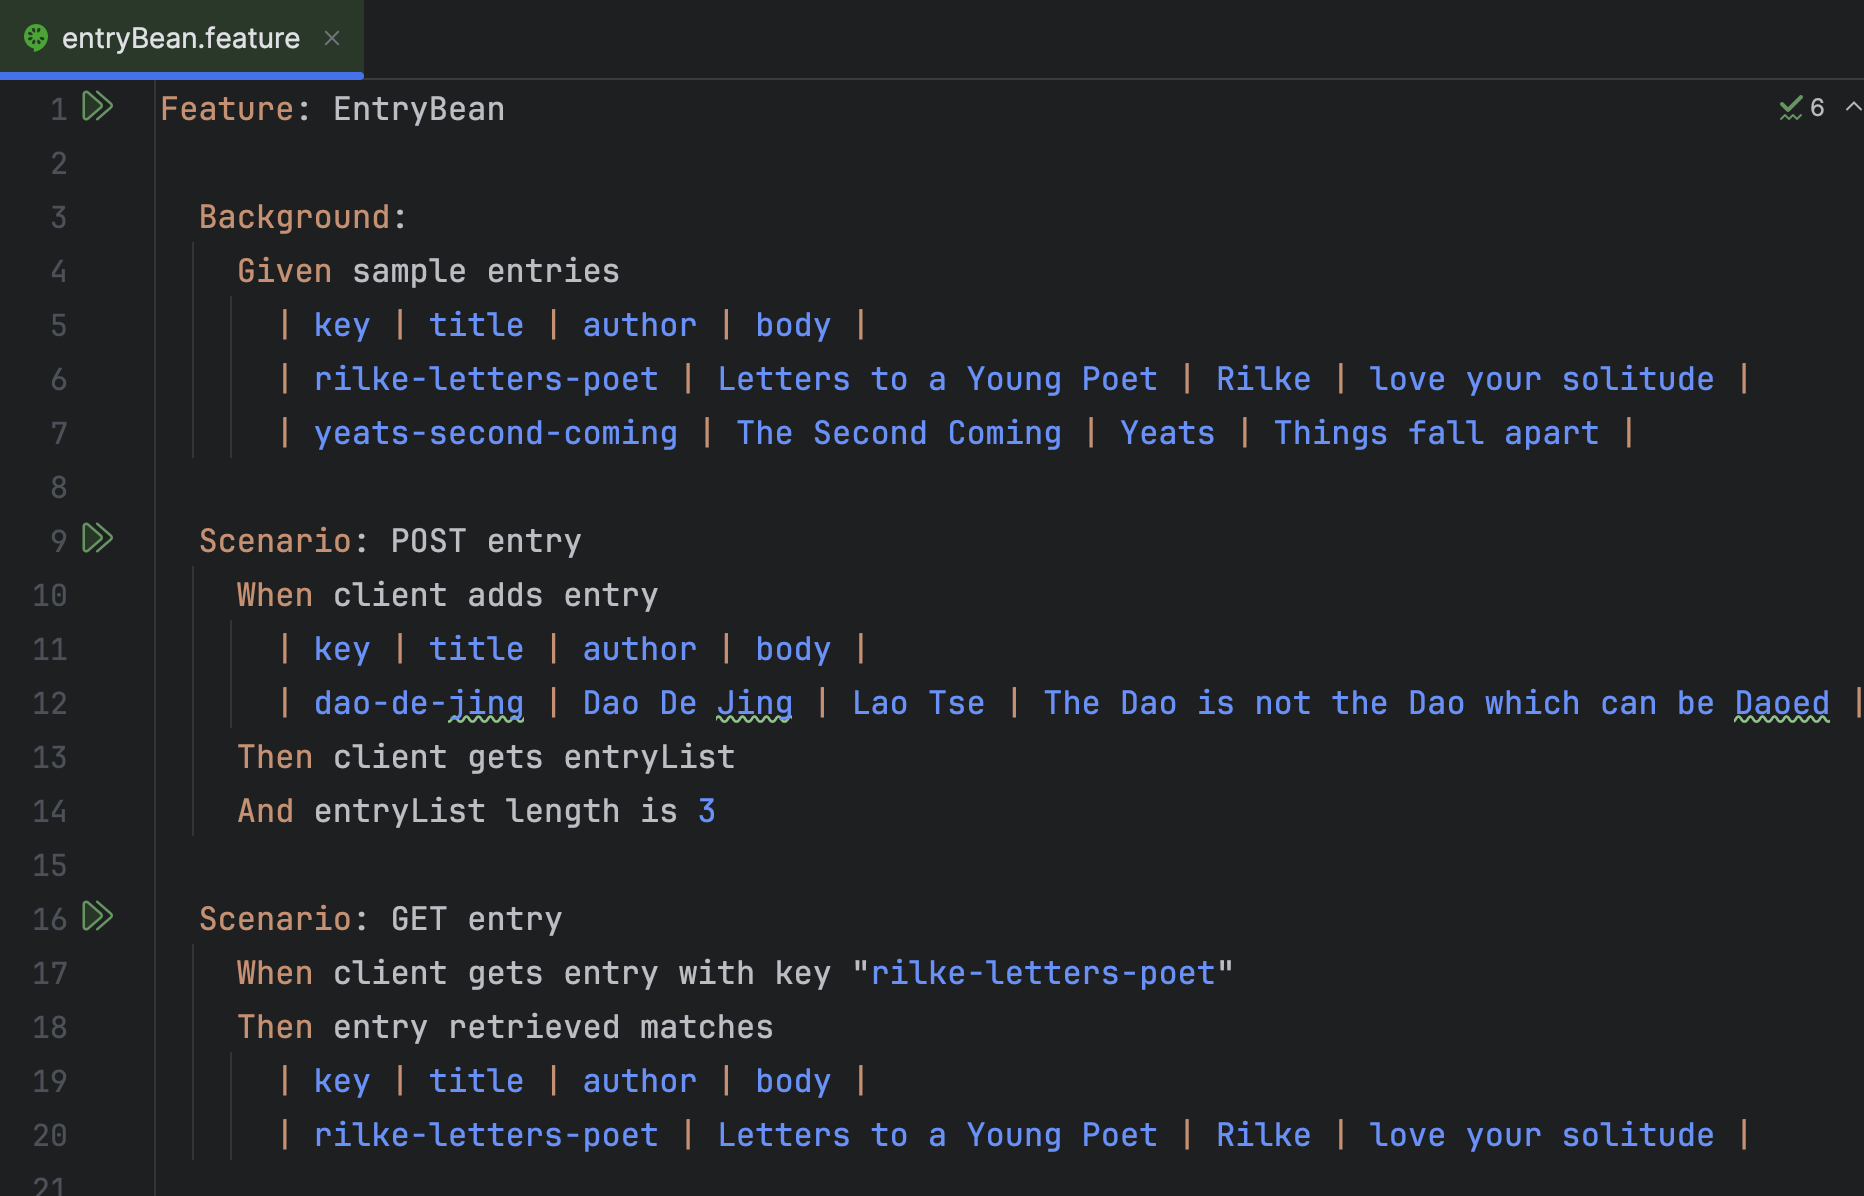 entryBean.feature ×
1 Feature: EntryBean 6
2
3 Background:
4 Given sample entries
5 | key | title | author | body |
6 | rilke-letters-poet | Letters to a Young Poet | Rilke | love your solitude |
7 | yeats-second-coming | The Second Coming | Yeats | Things fall apart |
8
9 Scenario: POST entry
10 When client adds entry
11 | key | title | author | body |
12 | dao-de-jing | Dao De Jing | Lao Tse | The Dao is not the Dao which can be Daoed |
13 Then client gets entryList
14 And entryList length is 3
15
16 Scenario: GET entry
17 When client gets entry with key "rilke-letters-poet"
18 Then entry retrieved matches
19 | key | title | author | body |
20 | rilke-letters-poet | Letters to a Young Poet | Rilke | love your solitude |
21